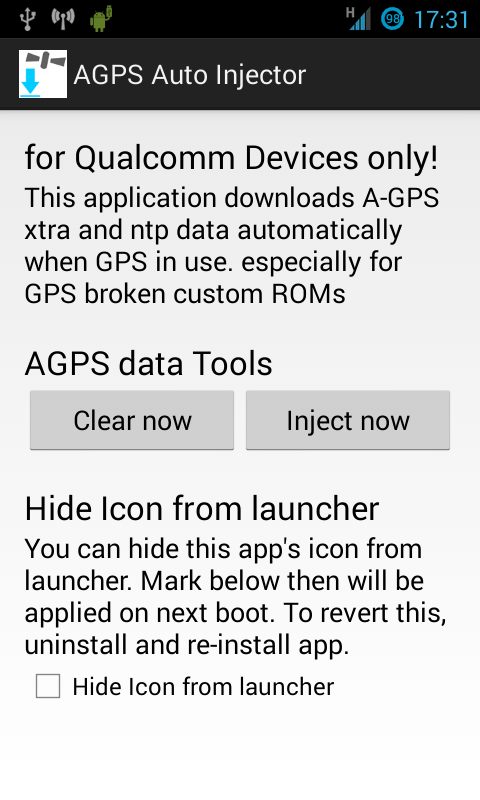 H 98 17:31
AGPS Auto Injector
for Qualcomm Devices only!
This application downloads A-GPS
xtra and ntp data automatically
when GPS in use. especially for
GPS broken custom ROMs
AGPS data Tools
Clear now Inject now
Hide Icon from launcher
You can hide this app's icon from
launcher. Mark below then will be
applied on next boot. To revert this,
uninstall and re-install app.
Hide Icon from launcher